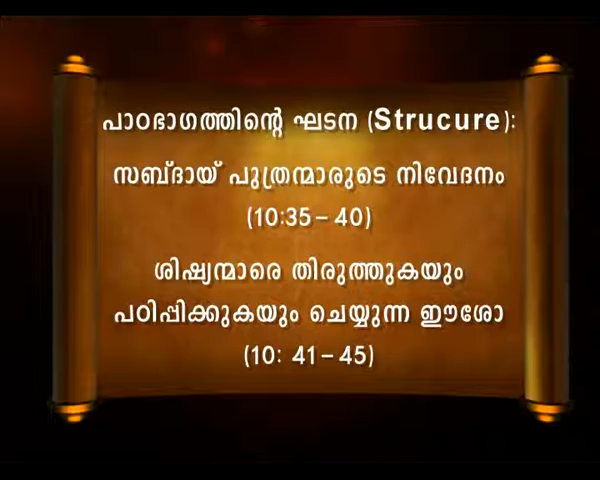 പാഠഭാഗത്തിന്റെ ഘടന (Strucure):
സബ്ദായ് പുത്രന്മാരുടെ നിവേദനം
(10:35 – 40)
ശിഷ്യന്മാരെ തിരുത്തുകയും
പഠിപ്പിക്കുകയും ചെയ്യുന്ന ഈശോ
(10: 41 – 45)